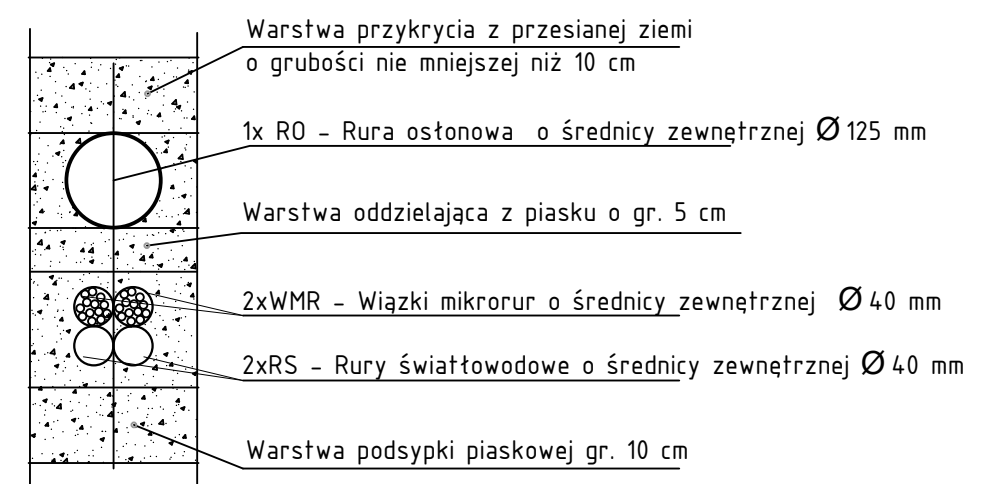 Warstwa przykrycia z przesianej ziemi
o grubości nie mniejszej niż 10 cm
1x RO – Rura osłonowa o średnicy zewnętrznej Ø 125 mm
Warstwa oddzielająca z piasku o gr. 5 cm
2xWMR – Wiązki mikrorur o średnicy zewnętrznej Ø 40 mm
2xRS – Rury światłowodowe o średnicy zewnętrznej Ø 40 mm
Warstwa podsypki piaskowej gr. 10 cm